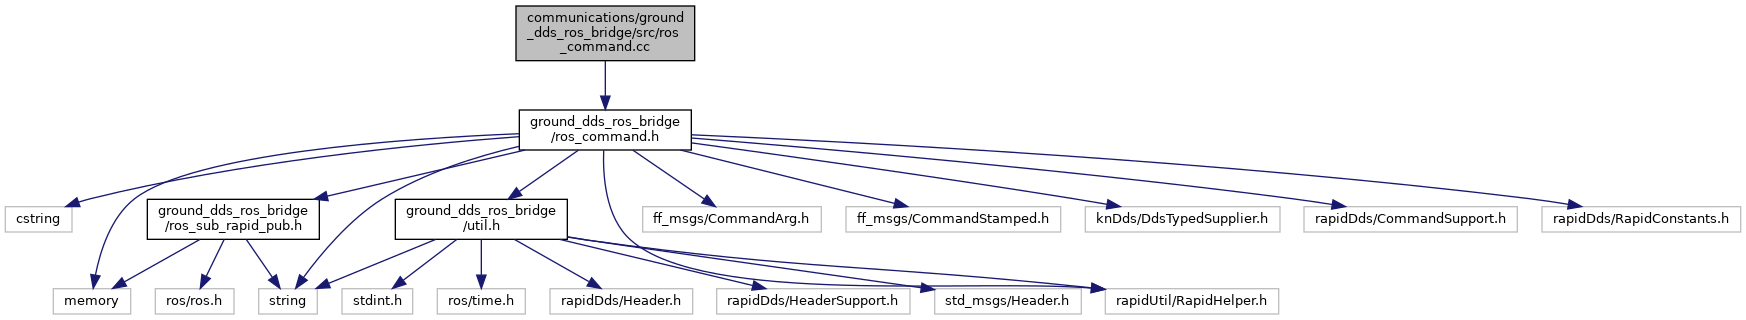 communications/ground
_dds_ros_bridge/src/ros
_command.cc
ground_dds_ros_bridge
/ros_command.h
cstring
ground_dds_ros_bridge
/ros_sub_rapid_pub.h
ground_dds_ros_bridge
/util.h
ff_msgs/CommandArg.h
ff_msgs/CommandStamped.h
knDds/DdsTypedSupplier.h
rapidDds/CommandSupport.h
rapidDds/RapidConstants.h
memory
ros/ros.h
string
stdint.h
ros/time.h
rapidDds/Header.h
rapidDds/HeaderSupport.h
std_msgs/Header.h
rapidUtil/RapidHelper.h